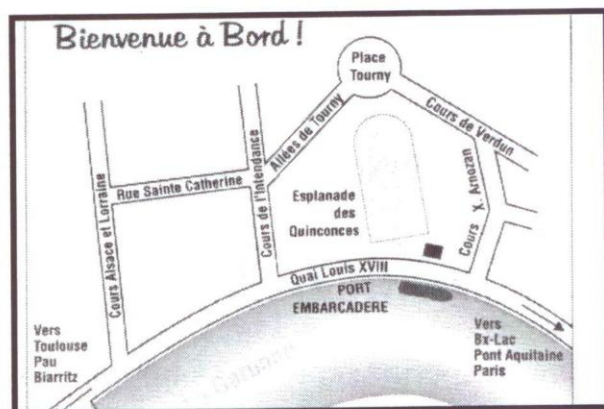 Bienvenue à Bord !
Place
Tourny
Allées de Tourny
Cours de Verdun
Cours de l'Intendance
Rue Sainte Catherine
Cours Alsace et Lorraine
Esplanade
des
Quinconces
Cours X. Arnozan
Quai Louis XVIII
PORT
EMBARCADERE
Vers
Toulouse
Pau
Biarritz
Vers
Bx-Lac
Pont Aquitaine
Paris